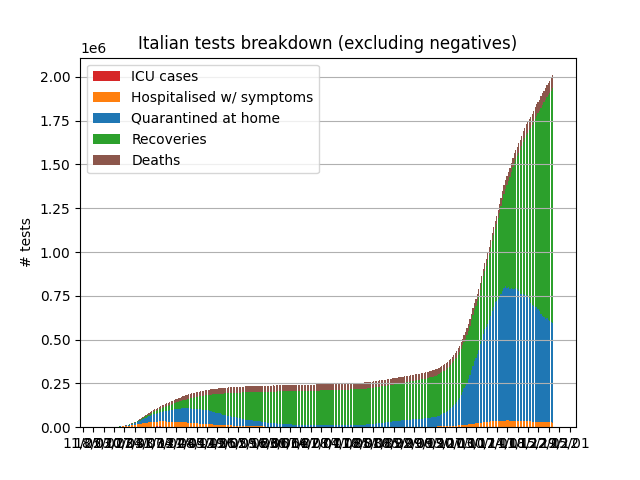 Italian tests breakdown (excluding negatives)
1e6
2.00
1.75
1.50
1.25
1.00
0.75
0.50
0.25
0.00
# tests
ICU cases
Hospitalised w/ symptoms
Quarantined at home
Recoveries
Deaths